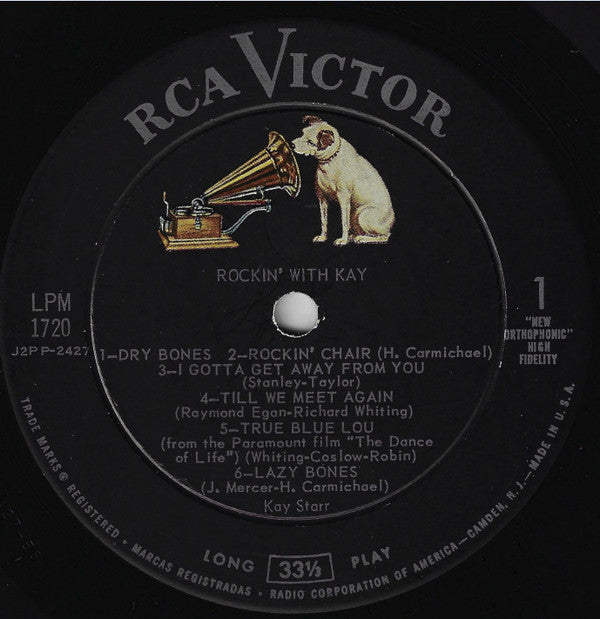 RCA VICTOR
ROCKIN' WITH KAY
LPM
1720
J2PP-2427
1
"NEW
ORTHOPHONIC"
HIGH
FIDELITY
1—DRY BONES 2—ROCKIN' CHAIR (H. Carmichael)
3—I GOTTA GET AWAY FROM YOU
(Stanley-Taylor)
4—TILL WE MEET AGAIN
(Raymond Egan-Richard Whiting)
5—TRUE BLUE LOU
(from the Paramount film "The Dance
of Life") (Whiting-Coslow-Robin)
6—LAZY BONES
(J. Mercer-H. Carmichael)
Kay Starr
LONG 33⅓ PLAY
TRADE MARKS ® REGISTERED • MARCAS REGISTRADAS • RADIO CORPORATION OF AMERICA—CAMDEN, N. J.—MADE IN U.S.A.